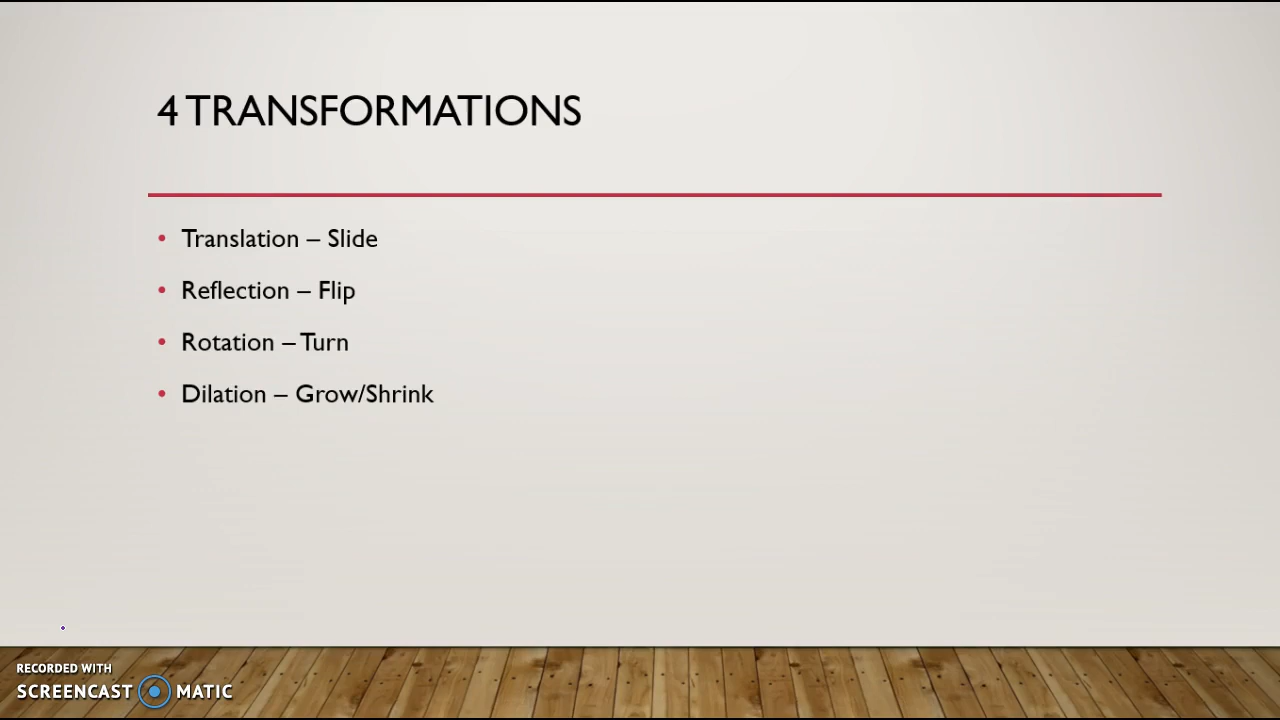 4 TRANSFORMATIONS
• Translation – Slide
• Reflection – Flip
• Rotation – Turn
• Dilation – Grow/Shrink
RECORDED WITH
SCREENCAST MATIC